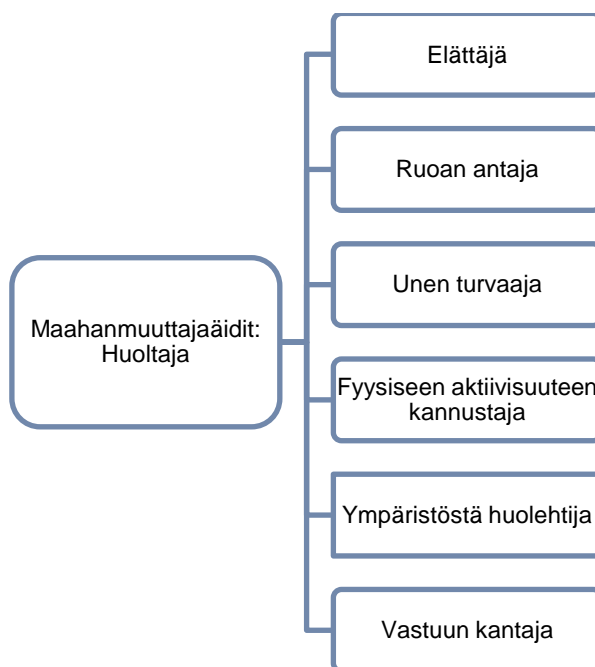 Elättäjä
Ruoan antaja
Unen turvaaja
Maahanmuuttajaäidit:
Huoltaja
Fyysiseen aktiivisuuteen
kannustaja
Ympäristöstä huolehtija
Vastuun kantaja